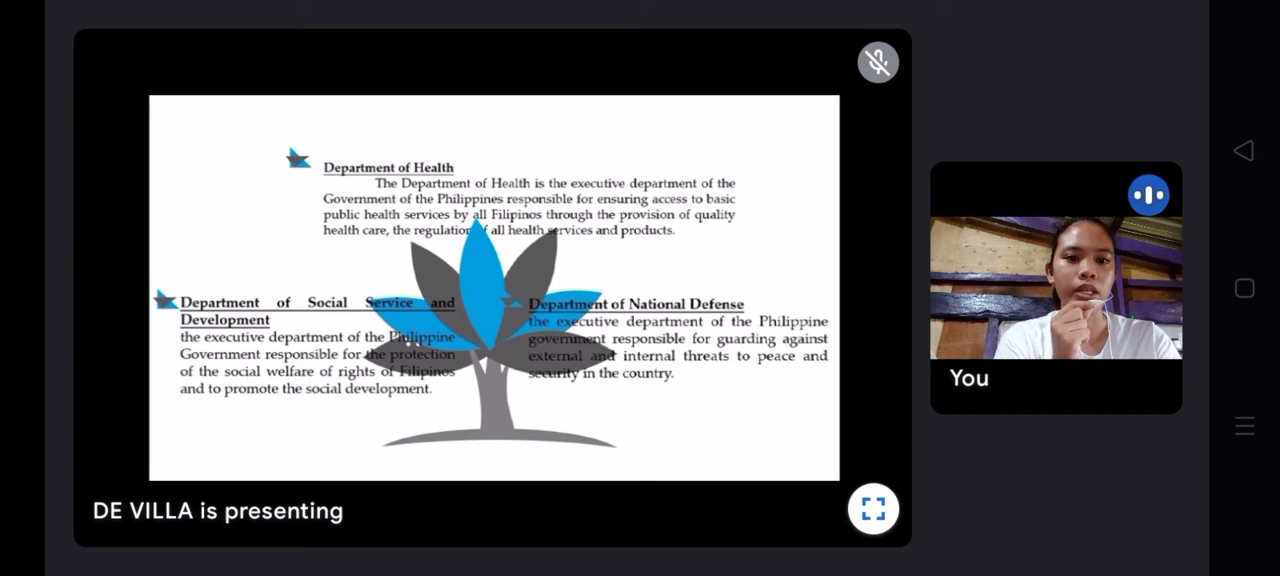 Department of Health
The Department of Health is the executive department of the
Government of the Philippines responsible for ensuring access to basic
public health services by all Filipinos through the provision of quality
health care, the regulation of all health services and products.
Department of Social Service and
Development
the executive department of the Philippine
Government responsible for the protection
of the social welfare of rights of Filipinos
and to promote the social development.
Department of National Defense
the executive department of the Philippine
government responsible for guarding against
external and internal threats to peace and
security in the country.
You
DE VILLA is presenting